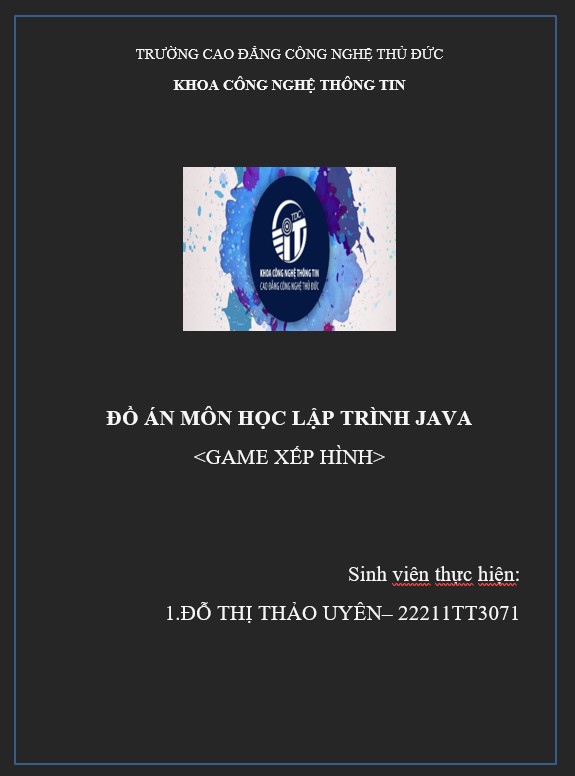 TRƯỜNG CAO ĐẲNG CÔNG NGHỆ THỦ ĐỨC
KHOA CÔNG NGHỆ THÔNG TIN
TDC
IT
KHOA CÔNG NGHỆ THÔNG TIN
CAO ĐẲNG CÔNG NGHỆ THỦ ĐỨC
ĐỒ ÁN MÔN HỌC LẬP TRÌNH JAVA
<GAME XẾP HÌNH>
Sinh viên thực hiện:
1.ĐỖ THỊ THẢO UYÊN– 22211TT3071